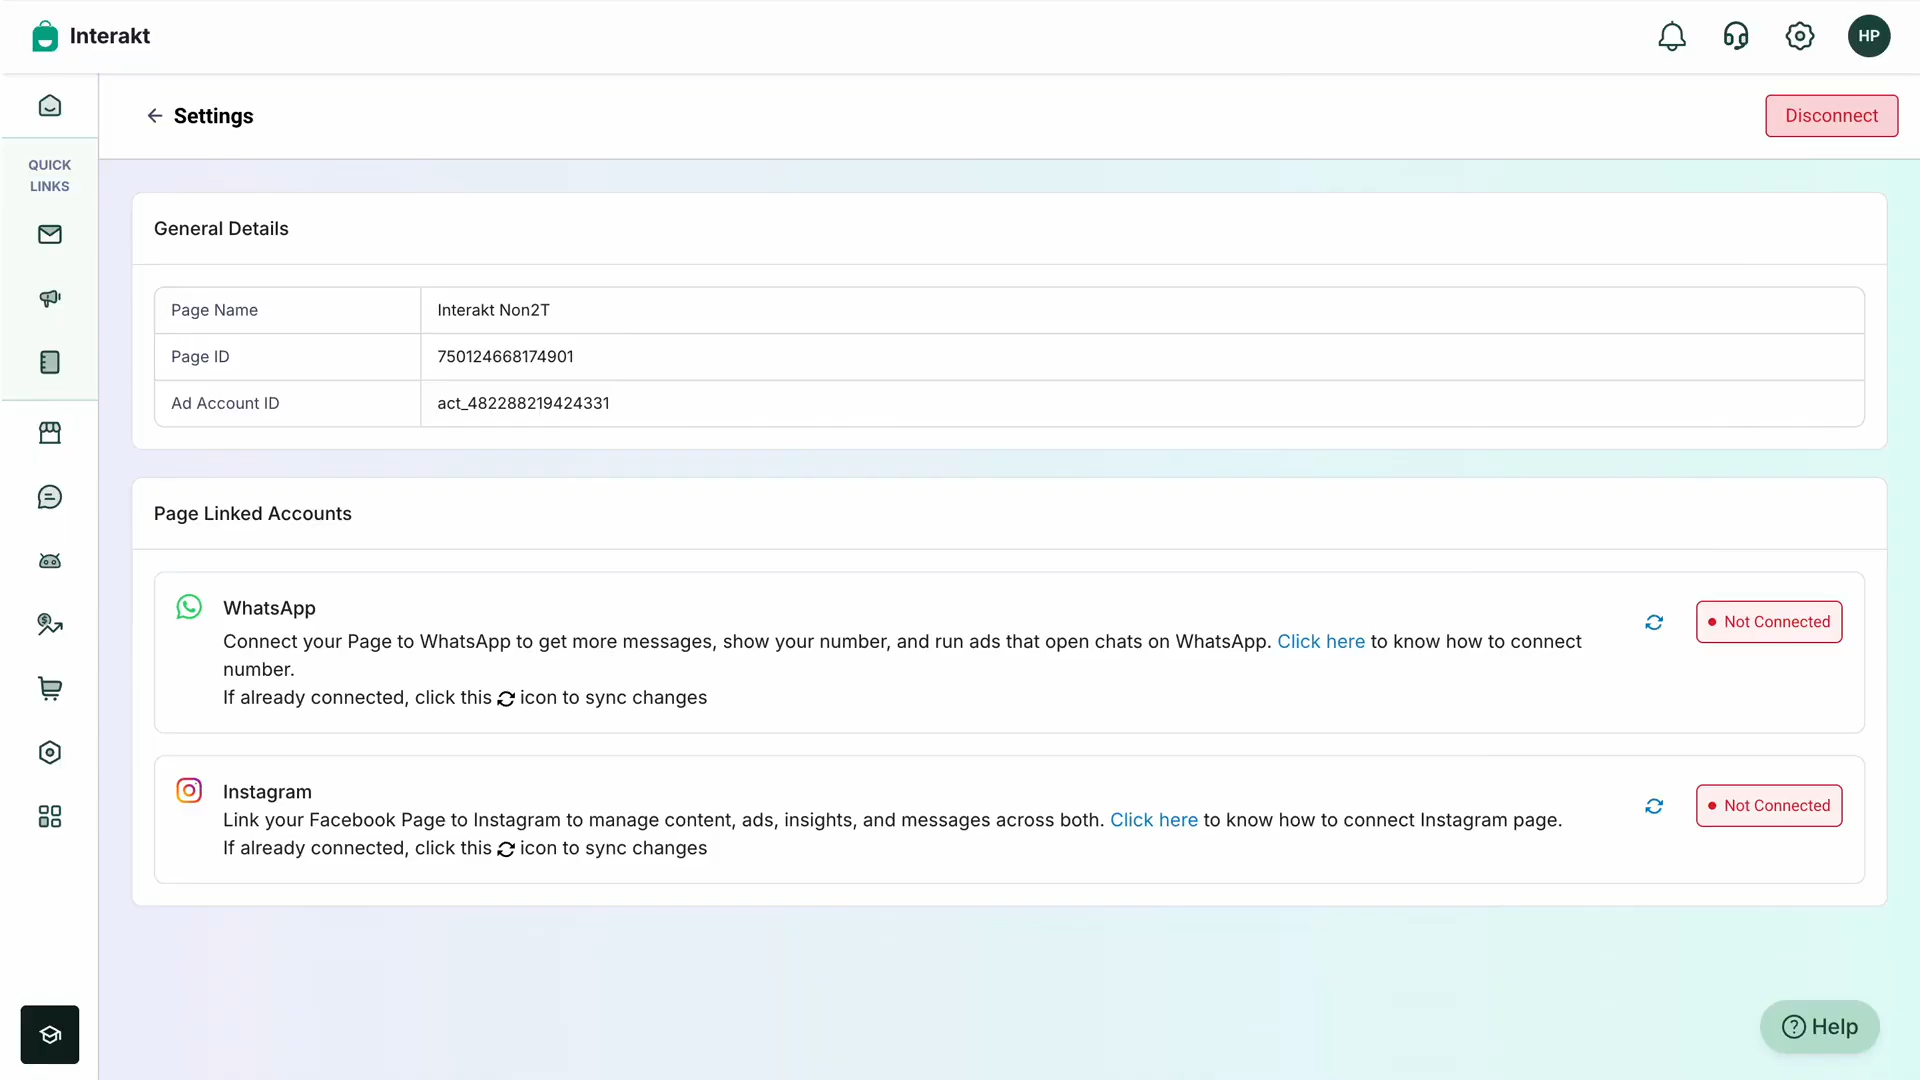 Interakt
HP
Settings
Disconnect
QUICK
LINKS
General Details
Page Name
Interakt Non2T
Page ID
750124668174901
Ad Account ID
act_482288219424331
Page Linked Accounts
WhatsApp
Connect your Page to WhatsApp to get more messages, show your number, and run ads that open chats on WhatsApp. Click here to know how to connect
number.
If already connected, click this icon to sync changes
Not Connected
Instagram
Link your Facebook Page to Instagram to manage content, ads, insights, and messages across both. Click here to know how to connect Instagram page.
If already connected, click this icon to sync changes
Not Connected
Help